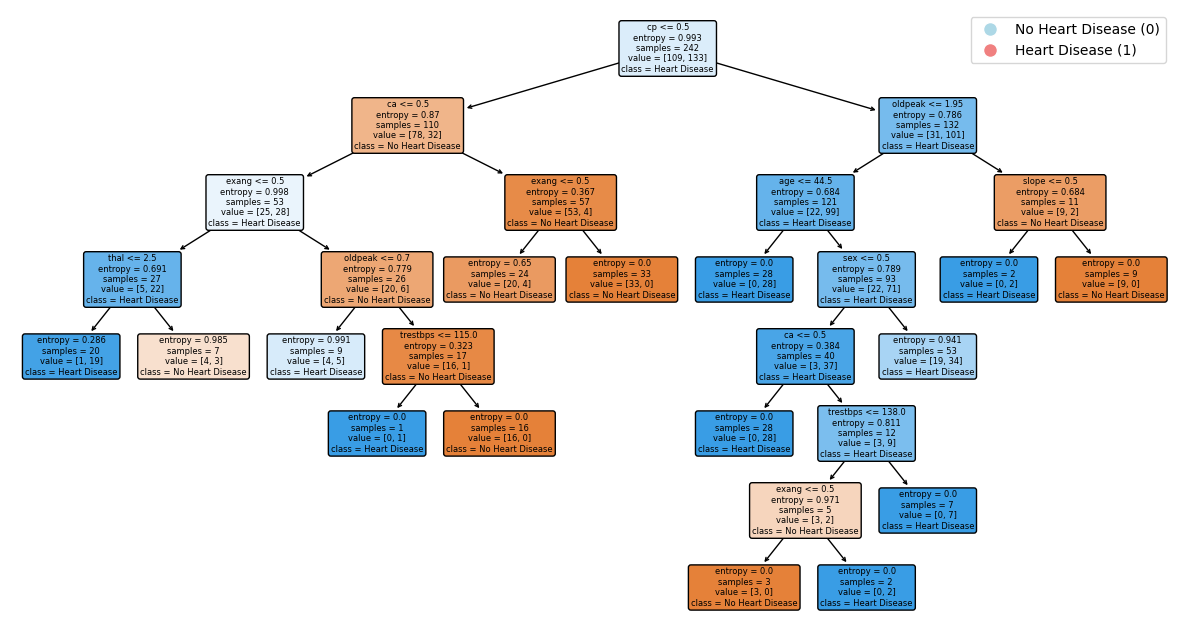 cp <= 0.5
entropy = 0.993
samples = 242
value = [109, 133]
class = Heart Disease
No Heart Disease (0)
Heart Disease (1)
ca <= 0.5
entropy = 0.87
samples = 110
value = [78, 32]
class = No Heart Disease
oldpeak <= 1.95
entropy = 0.786
samples = 132
value = [31, 101]
class = Heart Disease
exang <= 0.5
entropy = 0.998
samples = 53
value = [25, 28]
class = Heart Disease
exang <= 0.5
entropy = 0.367
samples = 57
value = [53, 4]
class = No Heart Disease
age <= 44.5
entropy = 0.684
samples = 121
value = [22, 99]
class = Heart Disease
slope <= 0.5
entropy = 0.684
samples = 11
value = [9, 2]
class = No Heart Disease
thal <= 2.5
entropy = 0.691
samples = 27
value = [5, 22]
class = Heart Disease
oldpeak <= 0.7
entropy = 0.779
samples = 26
value = [20, 6]
class = No Heart Disease
entropy = 0.65
samples = 24
value = [20, 4]
class = No Heart Disease
entropy = 0.0
samples = 33
value = [33, 0]
class = No Heart Disease
entropy = 0.0
samples = 28
value = [0, 28]
class = Heart Disease
sex <= 0.5
entropy = 0.789
samples = 93
value = [22, 71]
class = Heart Disease
entropy = 0.0
samples = 2
value = [0, 2]
class = Heart Disease
entropy = 0.0
samples = 9
value = [9, 0]
class = No Heart Disease
entropy = 0.286
samples = 20
value = [1, 19]
class = Heart Disease
entropy = 0.985
samples = 7
value = [4, 3]
class = No Heart Disease
entropy = 0.991
samples = 9
value = [4, 5]
class = Heart Disease
trestbps <= 115.0
entropy = 0.323
samples = 17
value = [16, 1]
class = No Heart Disease
ca <= 0.5
entropy = 0.384
samples = 40
value = [3, 37]
class = Heart Disease
entropy = 0.941
samples = 53
value = [19, 34]
class = Heart Disease
entropy = 0.0
samples = 1
value = [0, 1]
class = Heart Disease
entropy = 0.0
samples = 16
value = [16, 0]
class = No Heart Disease
entropy = 0.0
samples = 28
value = [0, 28]
class = Heart Disease
trestbps <= 138.0
entropy = 0.811
samples = 12
value = [3, 9]
class = Heart Disease
exang <= 0.5
entropy = 0.971
samples = 5
value = [3, 2]
class = No Heart Disease
entropy = 0.0
samples = 7
value = [0, 7]
class = Heart Disease
entropy = 0.0
samples = 3
value = [3, 0]
class = No Heart Disease
entropy = 0.0
samples = 2
value = [0, 2]
class = Heart Disease